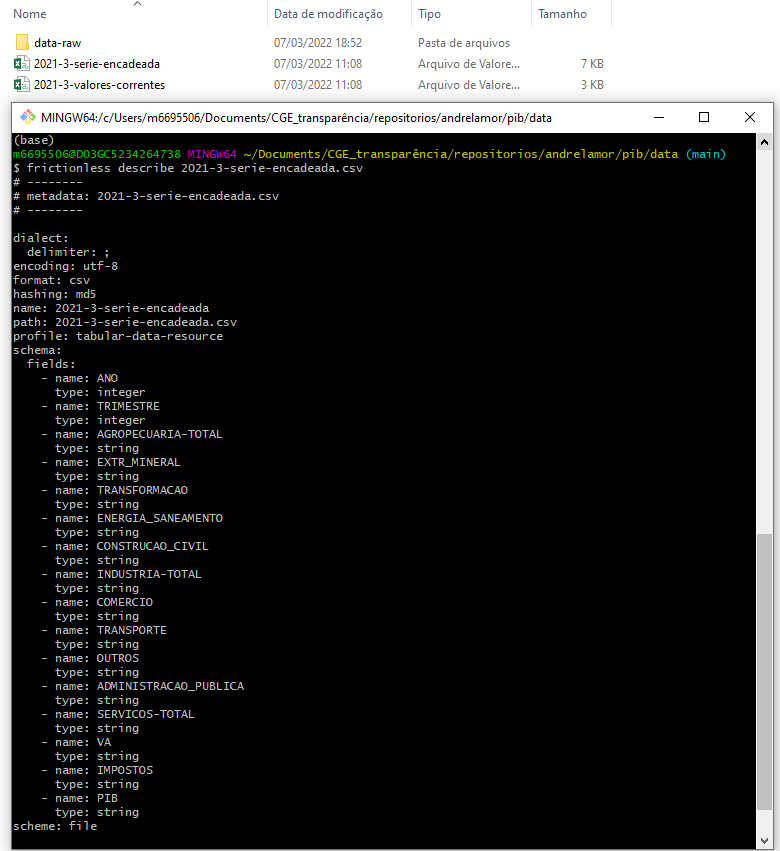 Nome Data de modificação Tipo Tamanho
data-raw 07/03/2022 18:52 Pasta de arquivos
2021-3-serie-encadeada 07/03/2022 11:08 Arquivo de Valore... 7 KB
2021-3-valores-correntes 07/03/2022 11:08 Arquivo de Valore... 3 KB
MINGW64:/c/Users/m6695506/Documents/CGE_transparência/repositorios/andrelamor/pib/data
(base)
m6695506@D03GC5234264738 MINGW64 ~/Documents/CGE_transparência/repositorios/andrelamor/pib/data (main)
$ frictionless describe 2021-3-serie-encadeada.csv
# --------
# metadata: 2021-3-serie-encadeada.csv
# --------
dialect:
  delimiter: ;
encoding: utf-8
format: csv
hashing: md5
name: 2021-3-serie-encadeada
path: 2021-3-serie-encadeada.csv
profile: tabular-data-resource
schema:
  fields:
    - name: ANO
      type: integer
    - name: TRIMESTRE
      type: integer
    - name: AGROPECUARIA-TOTAL
      type: string
    - name: EXTR_MINERAL
      type: string
    - name: TRANSFORMACAO
      type: string
    - name: ENERGIA_SANEAMENTO
      type: string
    - name: CONSTRUCAO_CIVIL
      type: string
    - name: INDUSTRIA-TOTAL
      type: string
    - name: COMERCIO
      type: string
    - name: TRANSPORTE
      type: string
    - name: OUTROS
      type: string
    - name: ADMINISTRACAO_PUBLICA
      type: string
    - name: SERVICOS-TOTAL
      type: string
    - name: VA
      type: string
    - name: IMPOSTOS
      type: string
    - name: PIB
      type: string
scheme: file